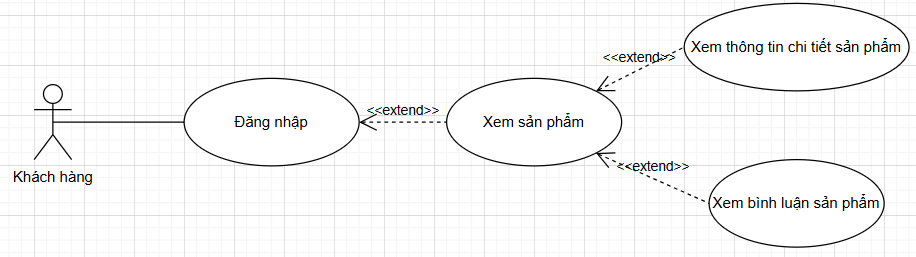 Khách hàng
Đăng nhập
<<extend>>
Xem sản phẩm
<<extend>>
Xem thông tin chi tiết sản phẩm
<<extend>>
Xem bình luận sản phẩm